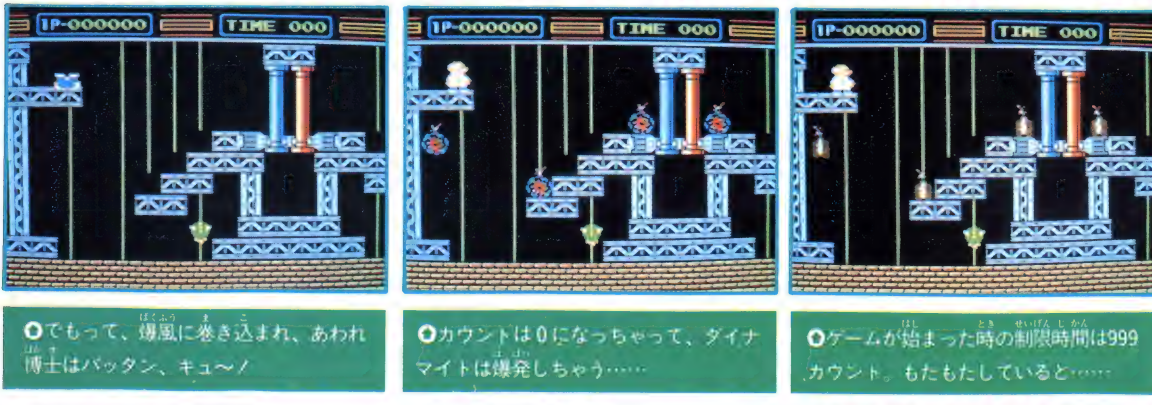 1P-000000 TIME 000
✪ゲームが始まった時の制限時間は999
カウント。もたもたしていると……
1P-000000 TIME 000
✪カウントは0になっちゃって、ダイナ
マイトは爆発しちゃう……
1P-000000 TIME 000
✪でもって、爆風に巻き込まれ、あわれ
博士はバッタン、キュ〜!